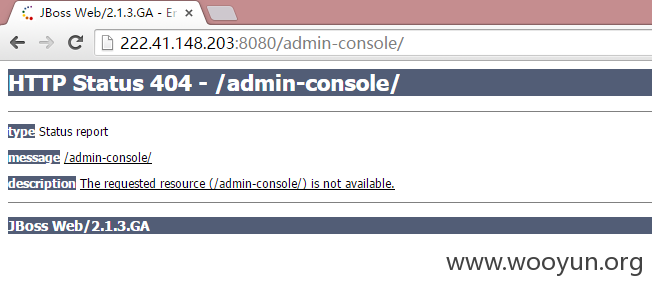 JBoss Web/2.1.3.GA - En
222.41.148.203:8080/admin-console/
HTTP Status 404 - /admin-console/
type Status report
message /admin-console/
description The requested resource (/admin-console/) is not available.
JBoss Web/2.1.3.GA
www.wooyun.org